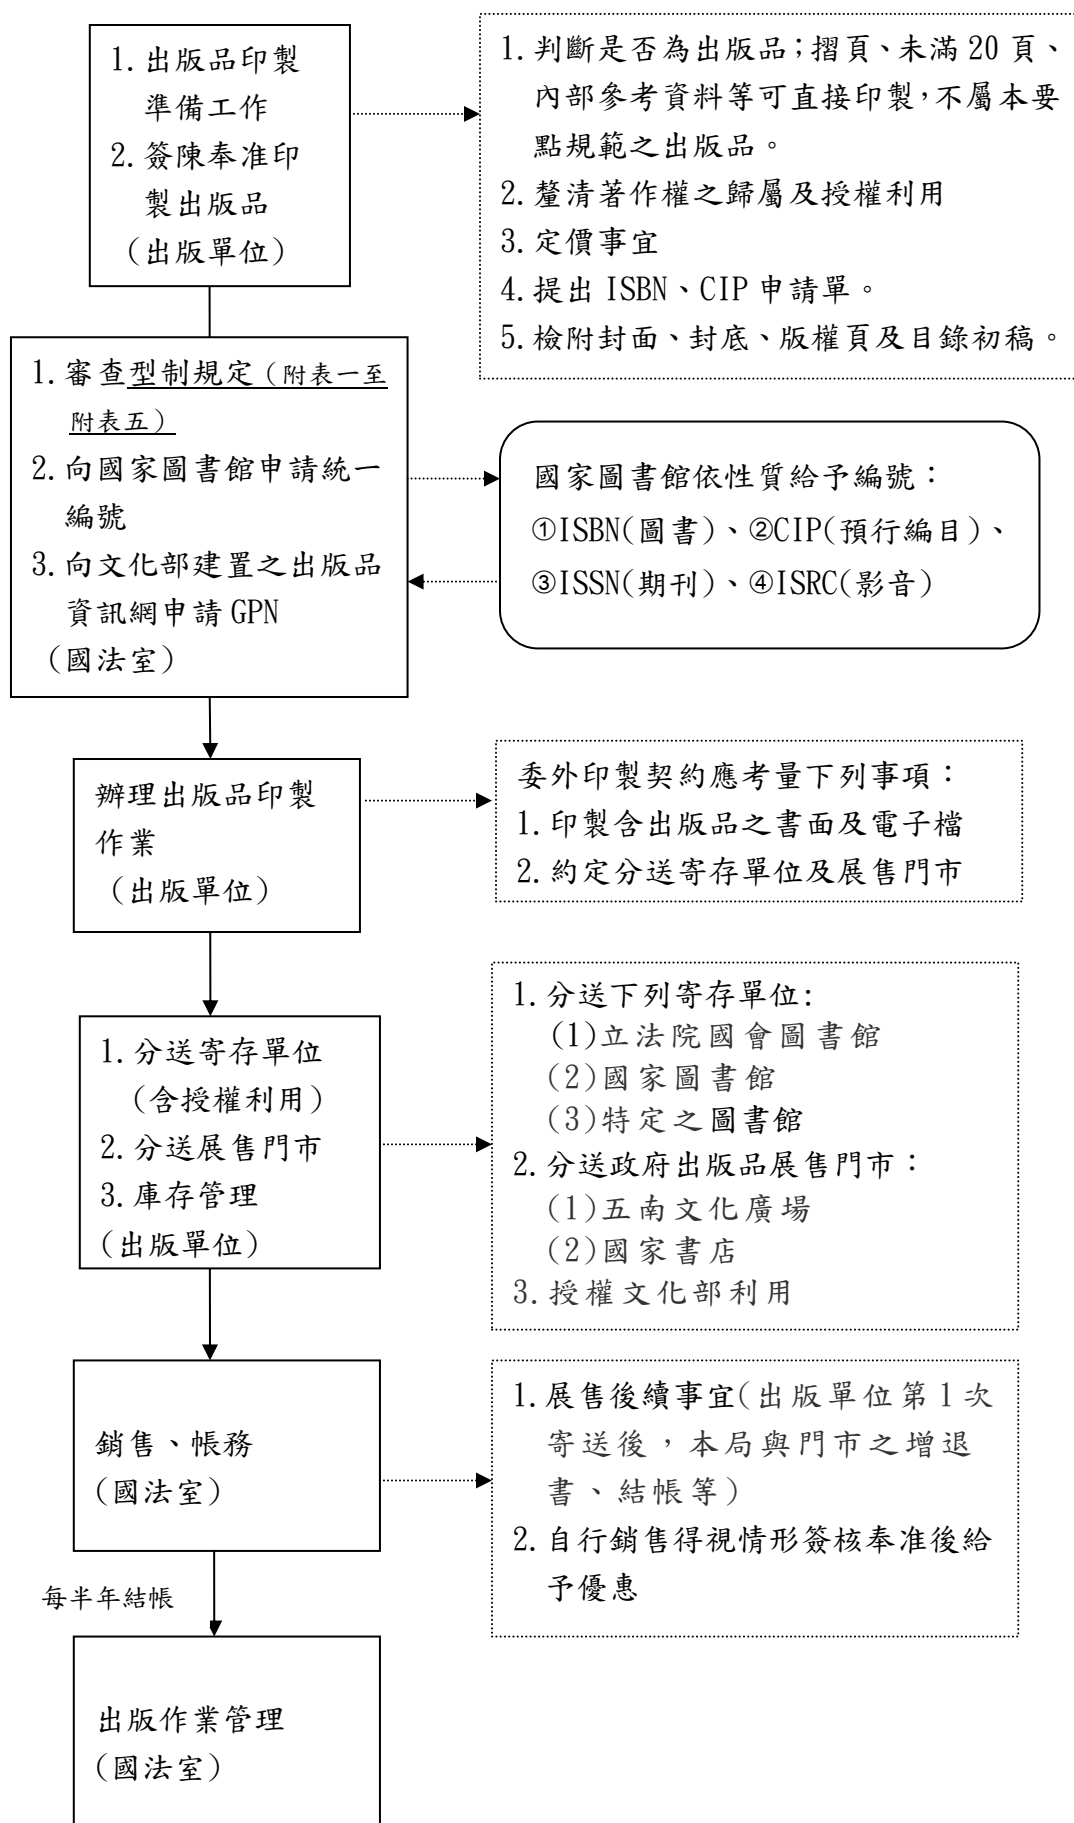 1.出版品印製
準備工作
2.簽陳奉准印
製出版品
(出版單位)
1.判斷是否為出版品;摺頁、未滿20頁、
內部參考資料等可直接印製,不屬本要
點規範之出版品。
2.釐清著作權之歸屬及授權利用
3.定價事宜
4.提出ISBN、CIP申請單。
5.檢附封面、封底、版權頁及目錄初稿。
1.審查型制規定(附表一至
附表五)
2.向國家圖書館申請統一
編號
3.向文化部建置之出版品
資訊網申請GPN
(國法室)
國家圖書館依性質給予編號:
①ISBN(圖書)、②CIP(預行編目)、
③ISSN(期刊)、④ISRC(影音)
辦理出版品印製
作業
(出版單位)
委外印製契約應考量下列事項:
1.印製含出版品之書面及電子檔
2.約定分送寄存單位及展售門市
1.分送寄存單位
(含授權利用)
2.分送展售門市
3.庫存管理
(出版單位)
1.分送下列寄存單位:
(1)立法院國會圖書館
(2)國家圖書館
(3)特定之圖書館
2.分送政府出版品展售門市:
(1)五南文化廣場
(2)國家書店
3.授權文化部利用
銷售、帳務
(國法室)
1.展售後續事宜(出版單位第1次
寄送後,本局與門市之增退
書、結帳等)
2.自行銷售得視情形簽核奉准後給
予優惠
每半年結帳
出版作業管理
(國法室)